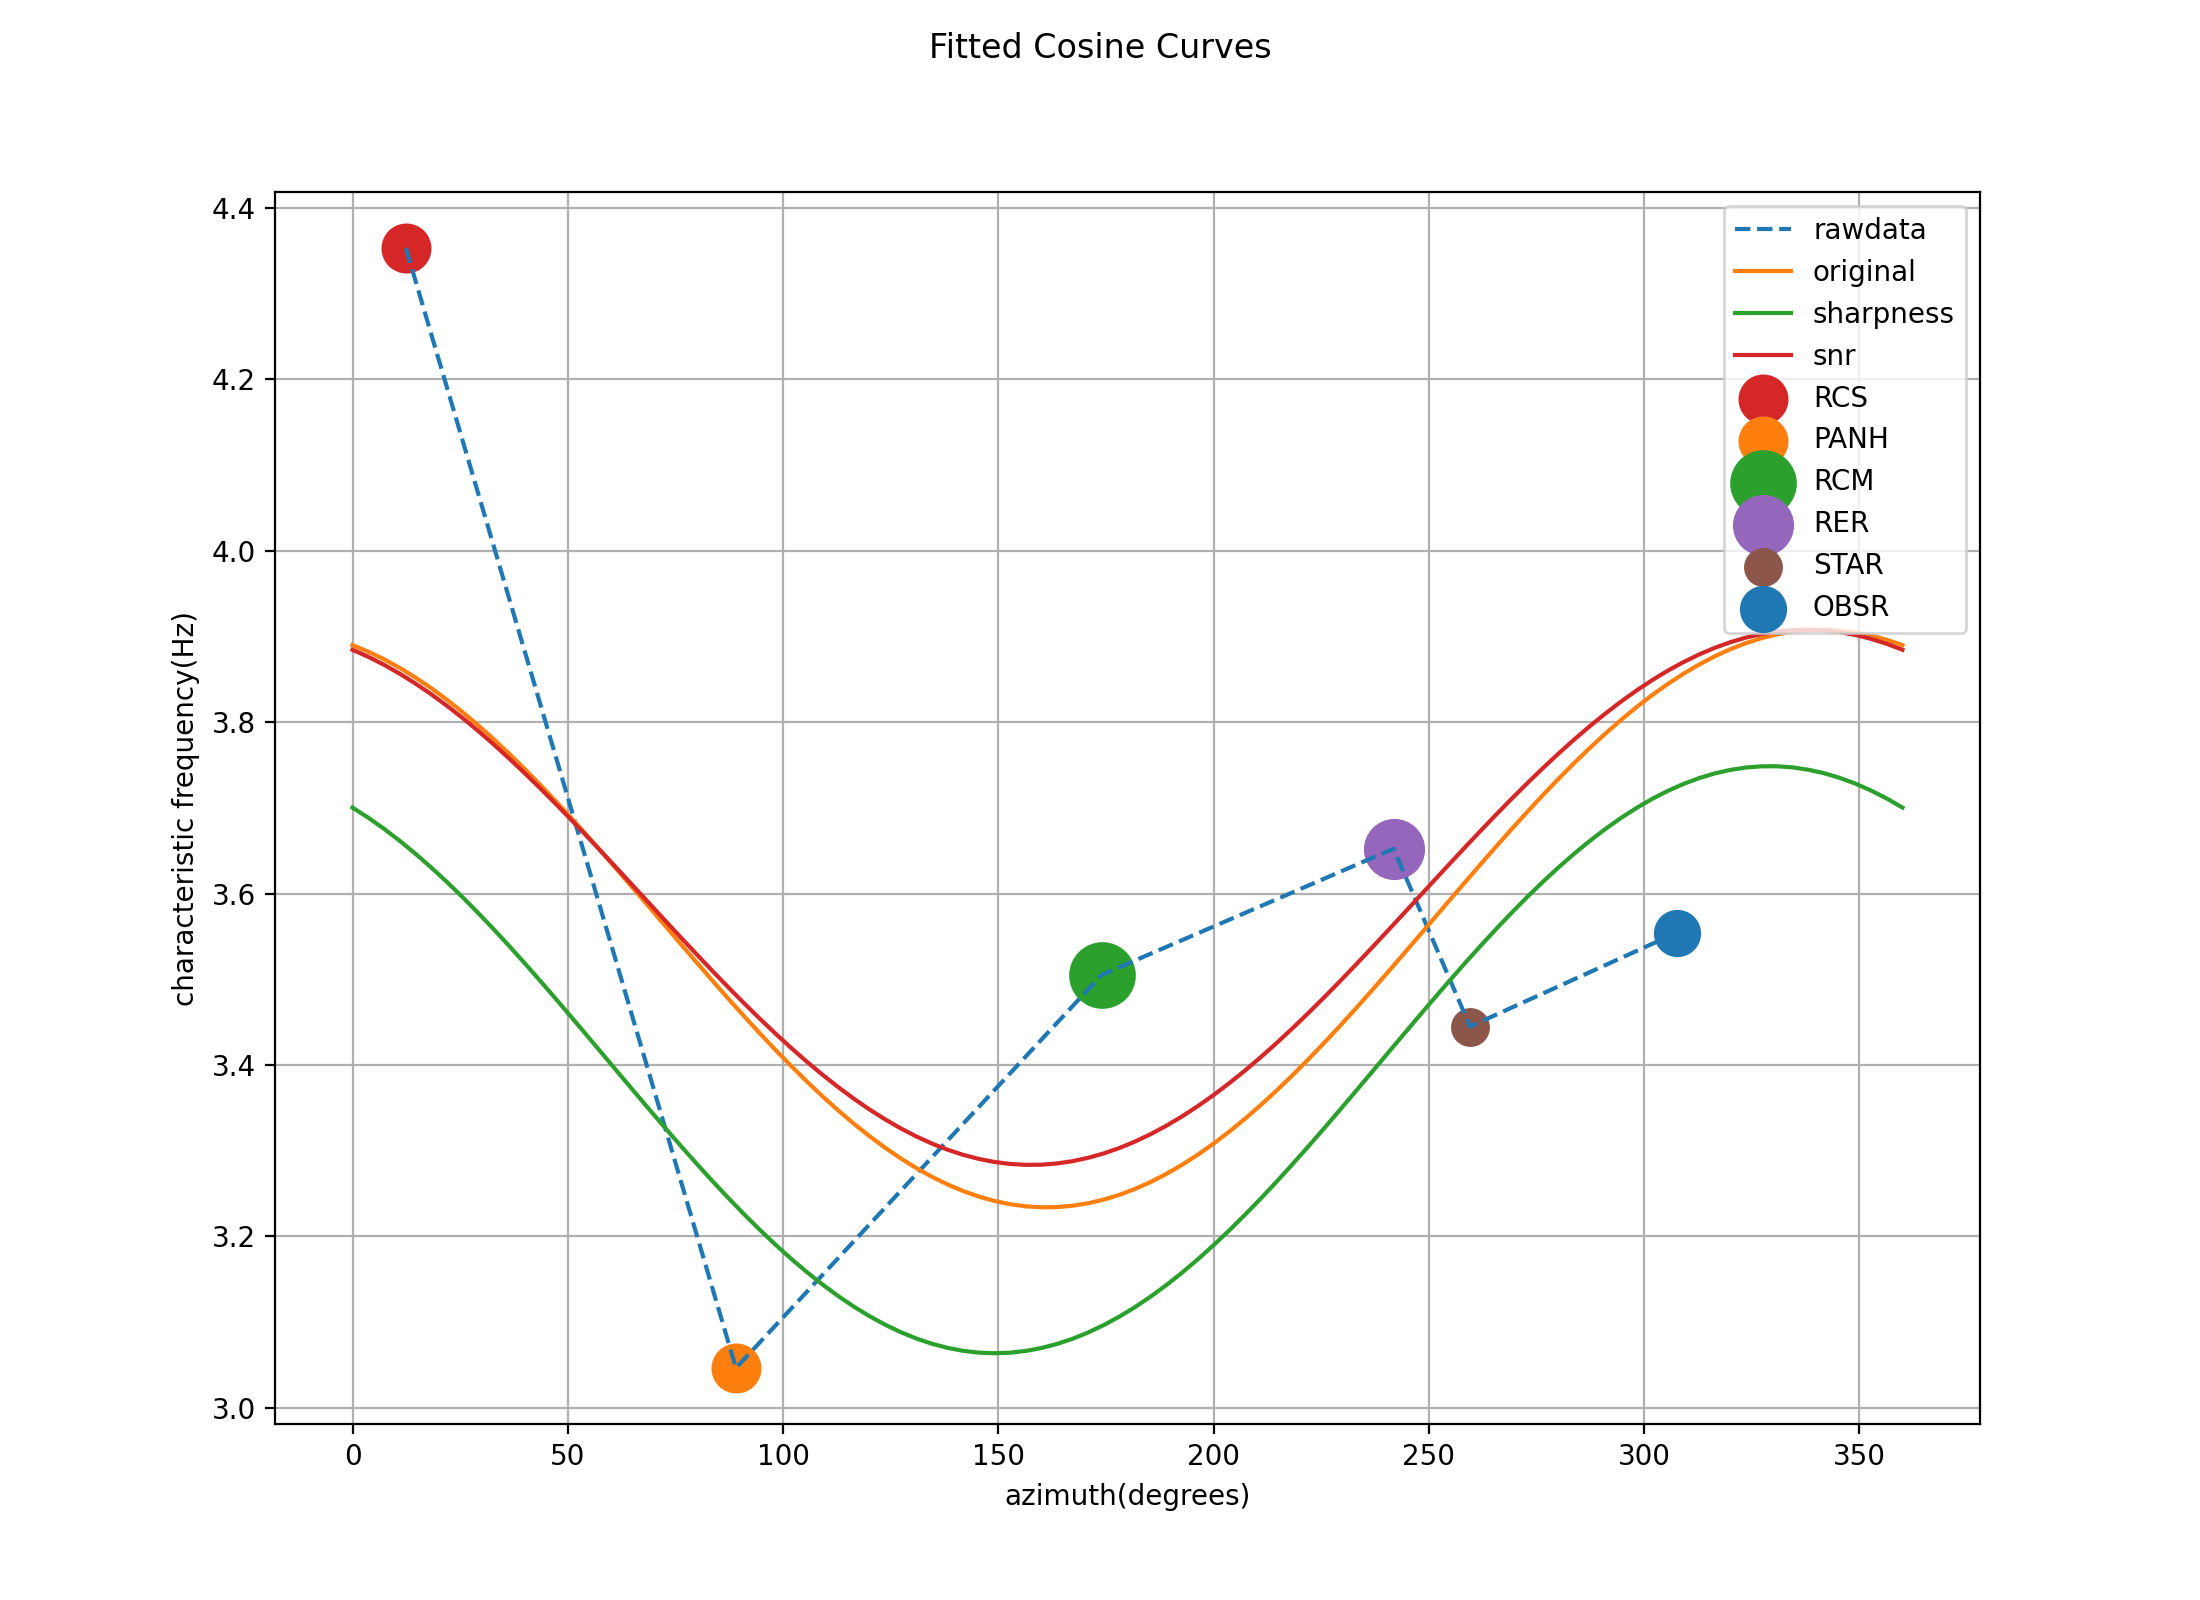 Fitted Cosine Curves
4.4
4.2
4.0
3.8
3.6
3.4
3.2
3.0
characteristic frequency(Hz)
rawdata
original
sharpness
snr
RCS
PANH
RCM
RER
STAR
OBSR
0 50 100 150 200 250 300 350
azimuth(degrees)